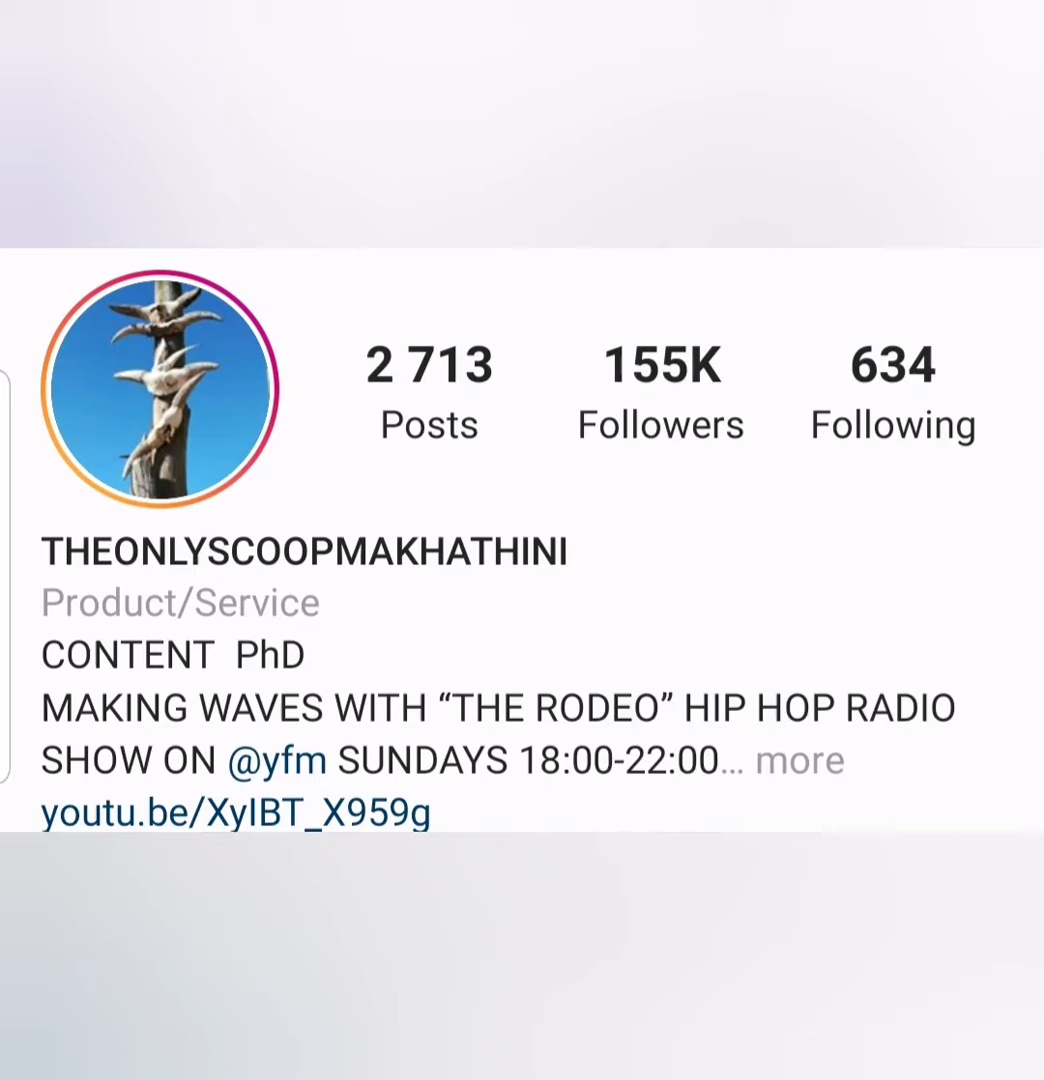 2 713 155K 634
Posts Followers Following
THEONLYSCOOPMAKHATHINI
Product/Service
CONTENT PhD
MAKING WAVES WITH “THE RODEO” HIP HOP RADIO
SHOW ON @yfm SUNDAYS 18:00-22:00... more
youtu.be/XyIBT_X959g